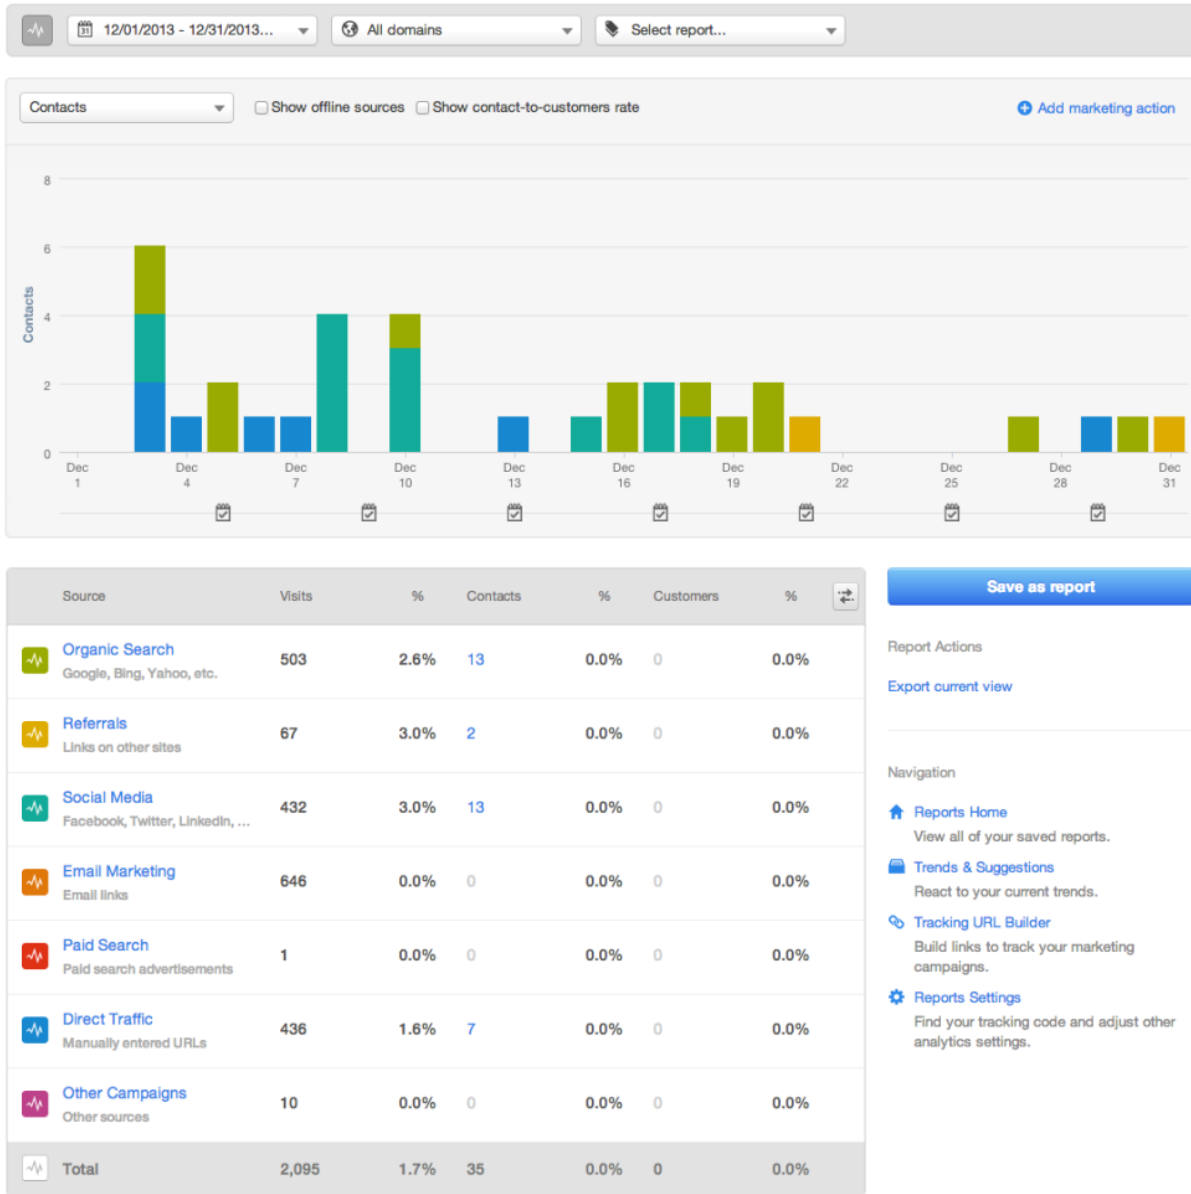 31 12/01/2013 - 12/31/2013... All domains Select report...
Contacts Show offline sources Show contact-to-customers rate Add marketing action
8
6
4
2
0
Contacts
Dec Dec Dec Dec Dec Dec Dec Dec Dec Dec Dec
1 4 7 10 13 16 19 22 25 28 31
Source Visits % Contacts % Customers %
Organic Search
Google, Bing, Yahoo, etc.
503 2.6% 13 0.0% 0 0.0%
Referrals
Links on other sites
67 3.0% 2 0.0% 0 0.0%
Social Media
Facebook, Twitter, LinkedIn, ...
432 3.0% 13 0.0% 0 0.0%
Email Marketing
Email links
646 0.0% 0 0.0% 0 0.0%
Paid Search
Paid search advertisements
1 0.0% 0 0.0% 0 0.0%
Direct Traffic
Manually entered URLs
436 1.6% 7 0.0% 0 0.0%
Other Campaigns
Other sources
10 0.0% 0 0.0% 0 0.0%
Total 2,095 1.7% 35 0.0% 0 0.0%
Save as report
Report Actions
Export current view
Navigation
Reports Home
View all of your saved reports.
Trends & Suggestions
React to your current trends.
Tracking URL Builder
Build links to track your marketing
campaigns.
Reports Settings
Find your tracking code and adjust other
analytics settings.